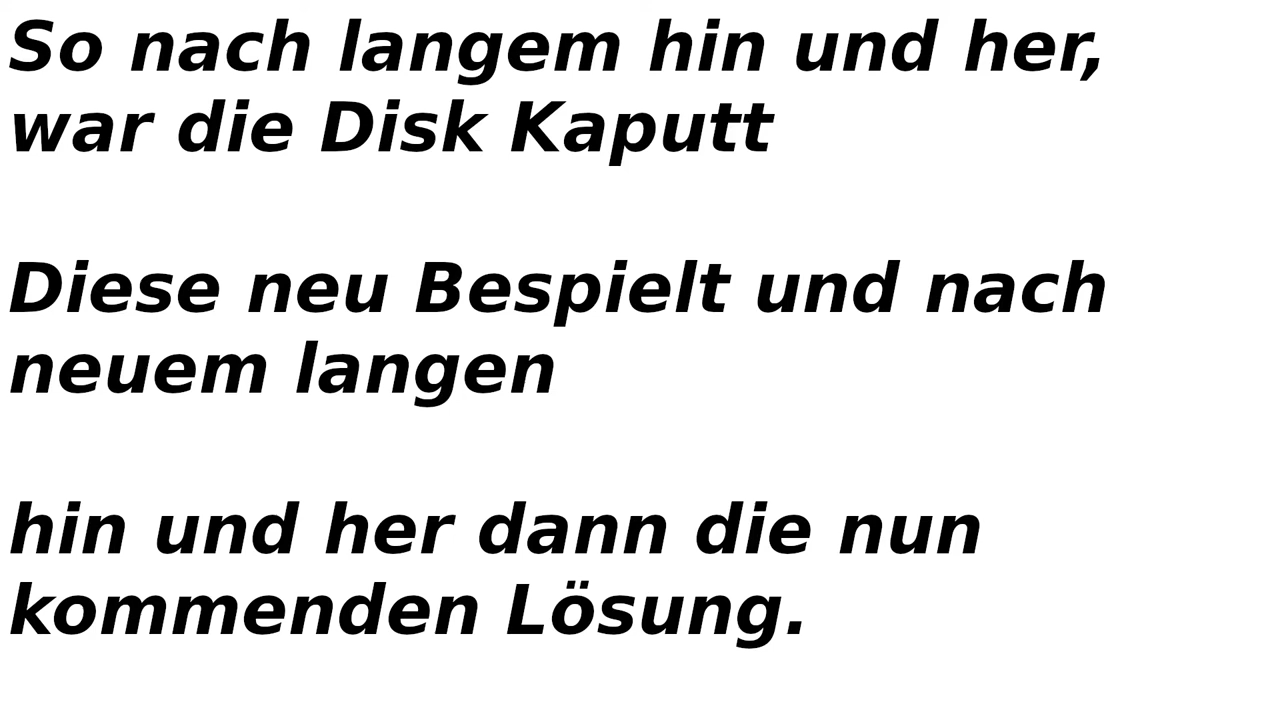 So nach langem hin und her,
war die Disk Kaputt
Diese neu Bespielt und nach
neuem langen
hin und her dann die nun
kommenden Lösung.